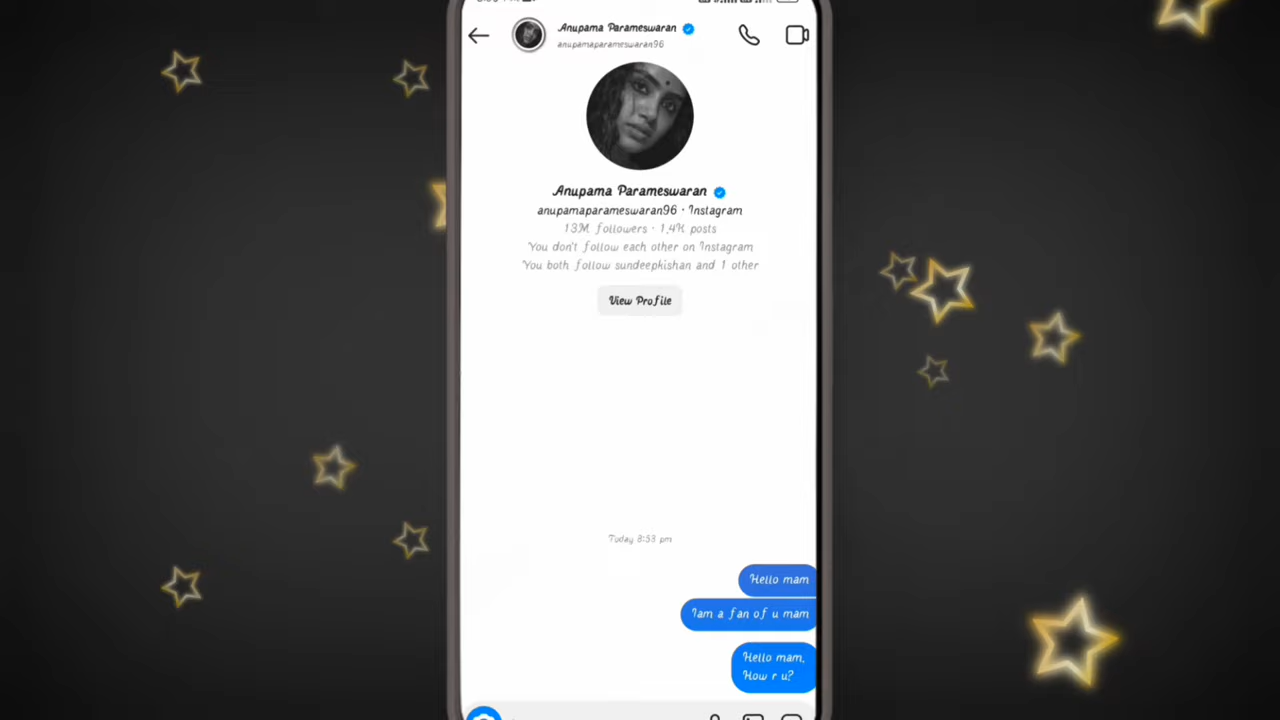 Anupama Parameswaran
anupamaparameswaran96
Anupama Parameswaran
anupamaparameswaran96 · Instagram
13M followers · 1,4K posts
You don't follow each other on Instagram
You both follow sundeepkishan and 1 other
View Profile
Today 8:53 pm
Hello mam
Iam a fan of u mam
Hello mam,
How r u?